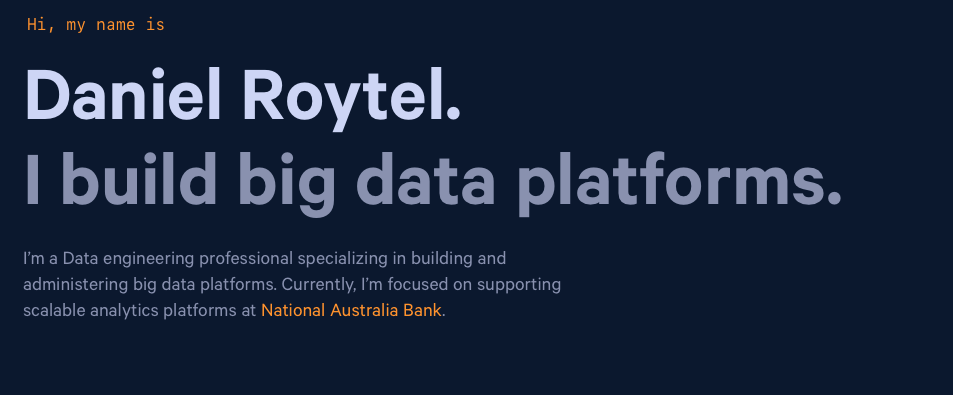 Hi, my name is
Daniel Roytel.
I build big data platforms.
I’m a Data engineering professional specializing in building and
administering big data platforms. Currently, I’m focused on supporting
scalable analytics platforms at National Australia Bank.